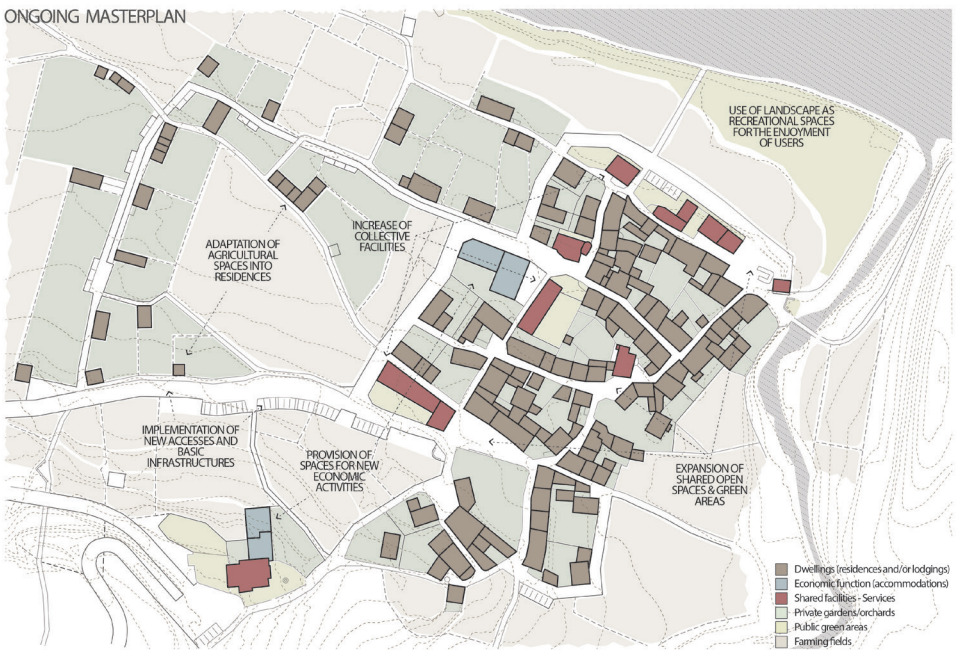 ONGOING MASTERPLAN
USE OF LANDSCAPE AS
RECREATIONAL SPACES
FOR THE ENJOYMENT
OF USERS
INCREASE OF
COLLECTIVE
FACILITIES
ADAPTATION OF
AGRICULTURAL
SPACES INTO
RESIDENCES
IMPLEMENTATION OF
NEW ACCESSES AND
BASIC
INFRASTRUCTURES
PROVISION OF
SPACES FOR NEW
ECONOMIC
ACTIVITIES
EXPANSION OF
SHARED OPEN
SPACES & GREEN
AREAS
Dwellings (residences and/or lodgings)
Economic function (accommodations)
Shared facilities - Services
Private gardens/orchards
Public green areas
Farming fields